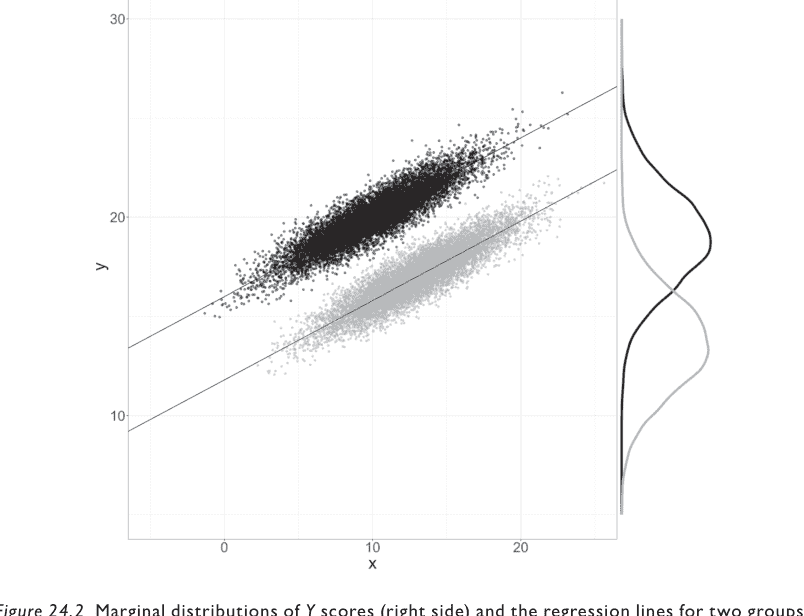 30
20
y
10
0 10 20
x
Figure 24.2 Marginal distributions of Y scores (right side) and the regression lines for two groups